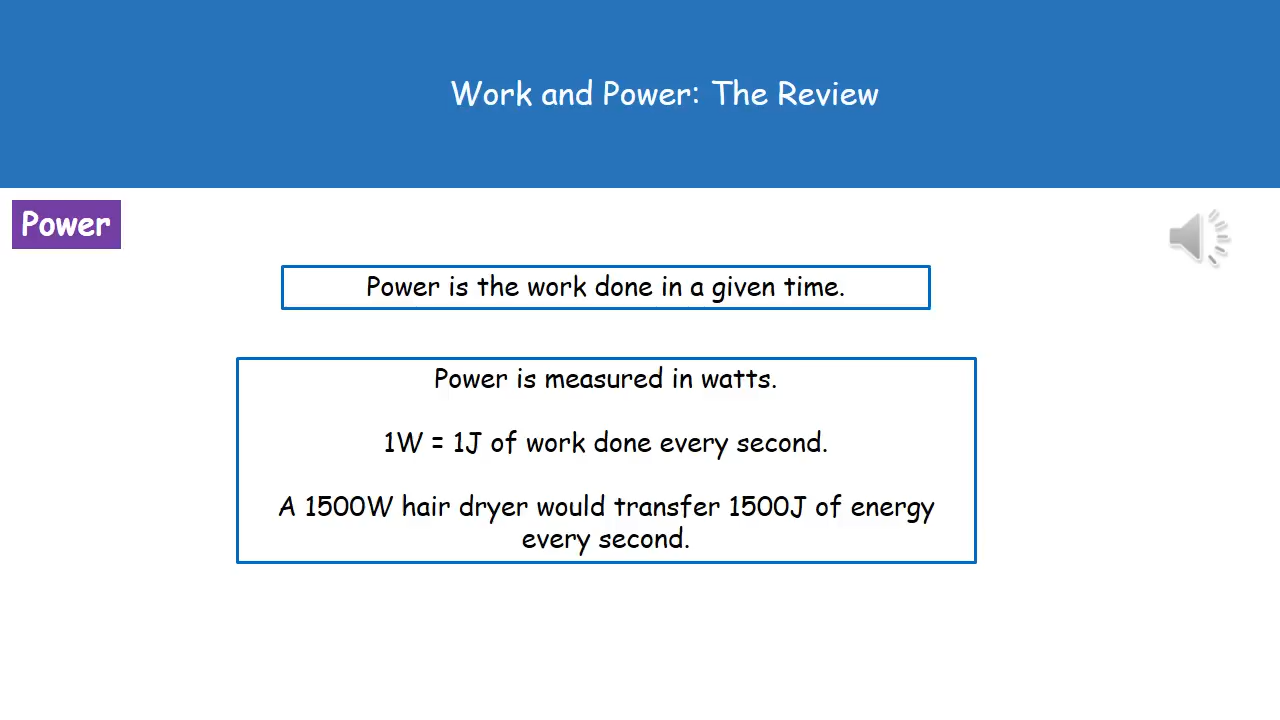 Work and Power: The Review
Power
Power is the work done in a given time.
Power is measured in watts.
1W = 1J of work done every second.
A 1500W hair dryer would transfer 1500J of energy
every second.